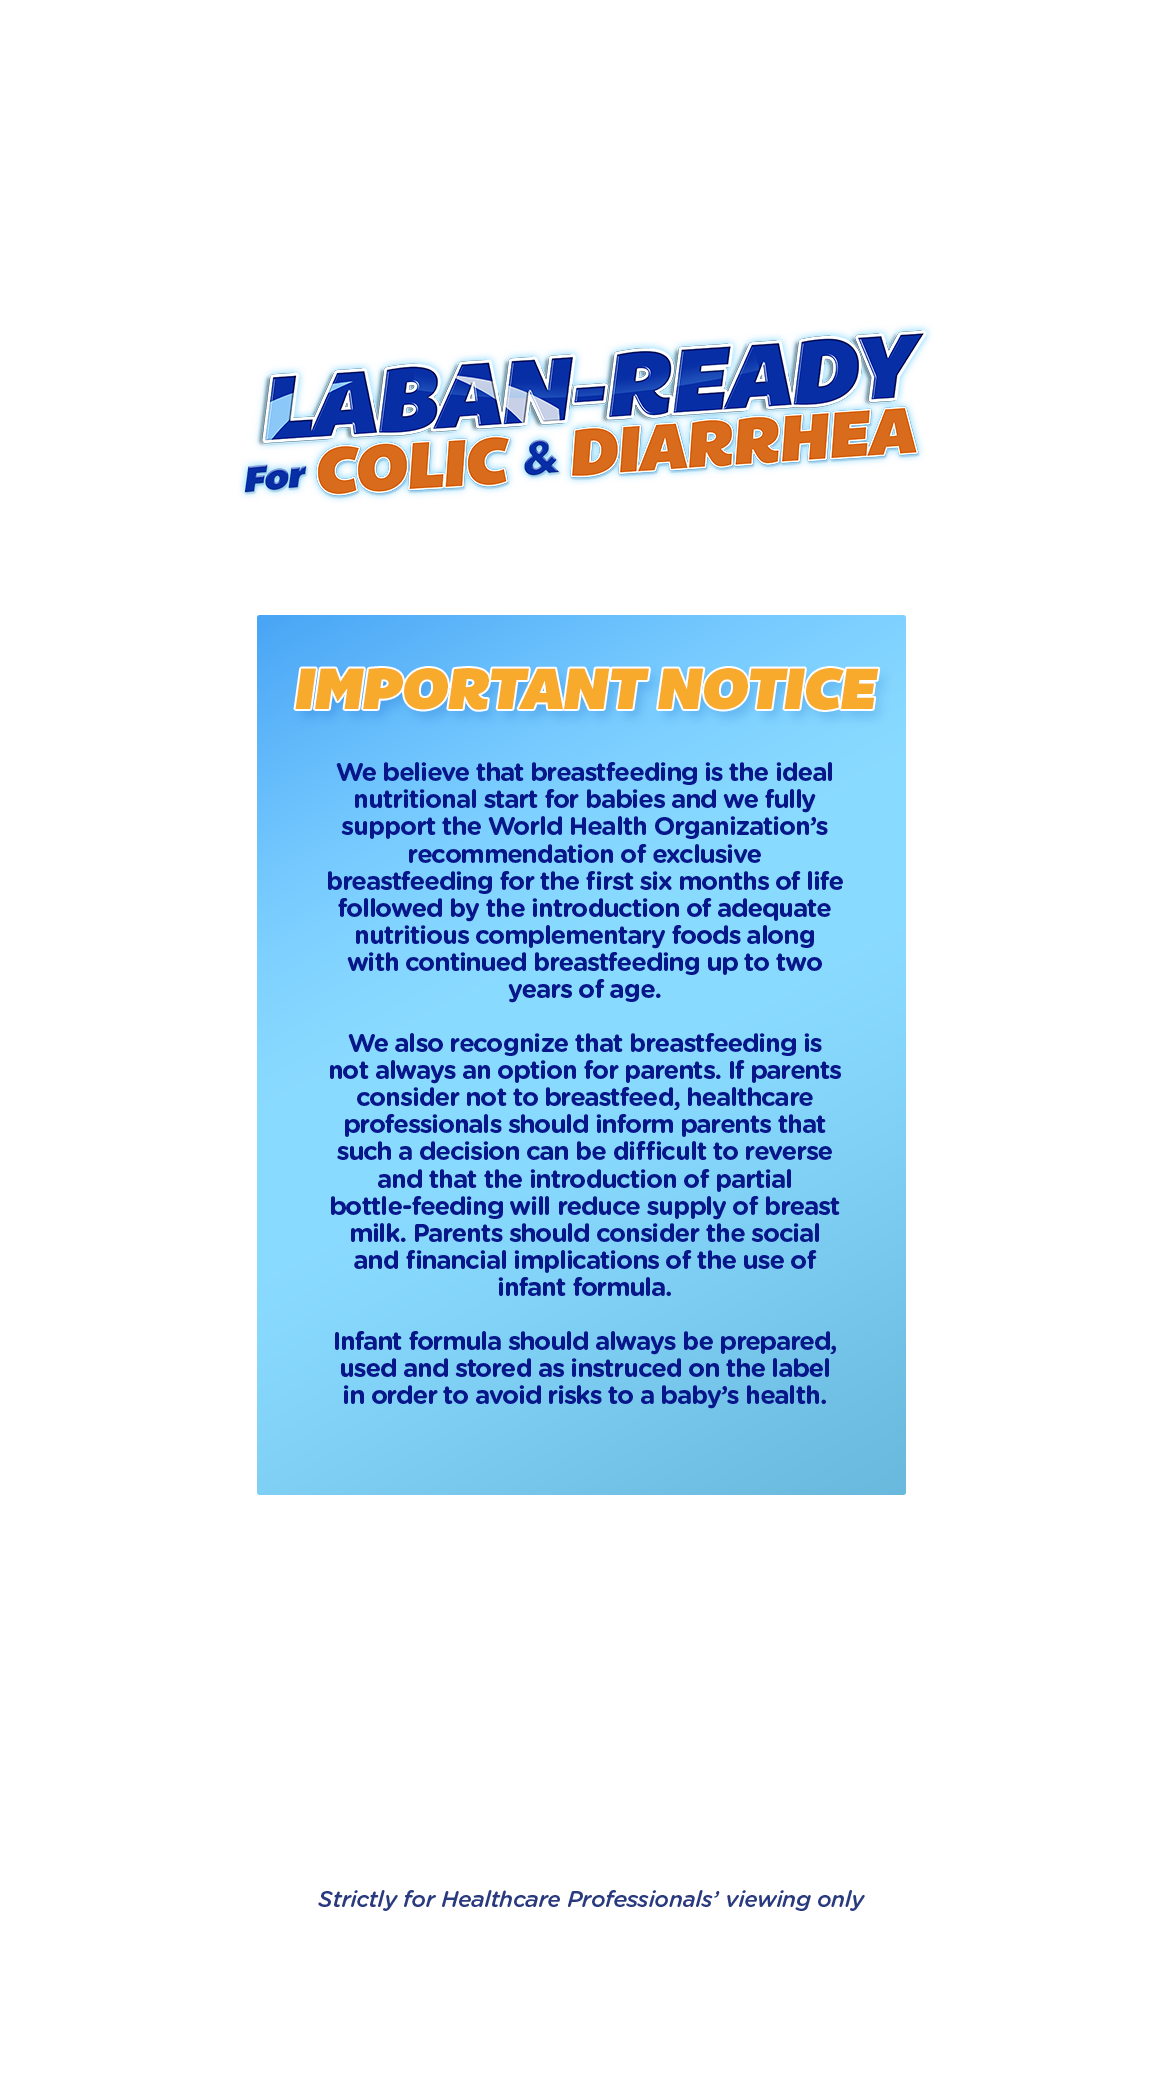 LABAN-READY
For COLIC & DIARRHEA
IMPORTANT NOTICE
We believe that breastfeeding is the ideal
nutritional start for babies and we fully
support the World Health Organization’s
recommendation of exclusive
breastfeeding for the first six months of life
followed by the introduction of adequate
nutritious complementary foods along
with continued breastfeeding up to two
years of age.
We also recognize that breastfeeding is
not always an option for parents. If parents
consider not to breastfeed, healthcare
professionals should inform parents that
such a decision can be difficult to reverse
and that the introduction of partial
bottle-feeding will reduce supply of breast
milk. Parents should consider the social
and financial implications of the use of
infant formula.
Infant formula should always be prepared,
used and stored as instruced on the label
in order to avoid risks to a baby’s health.
Strictly for Healthcare Professionals’ viewing only